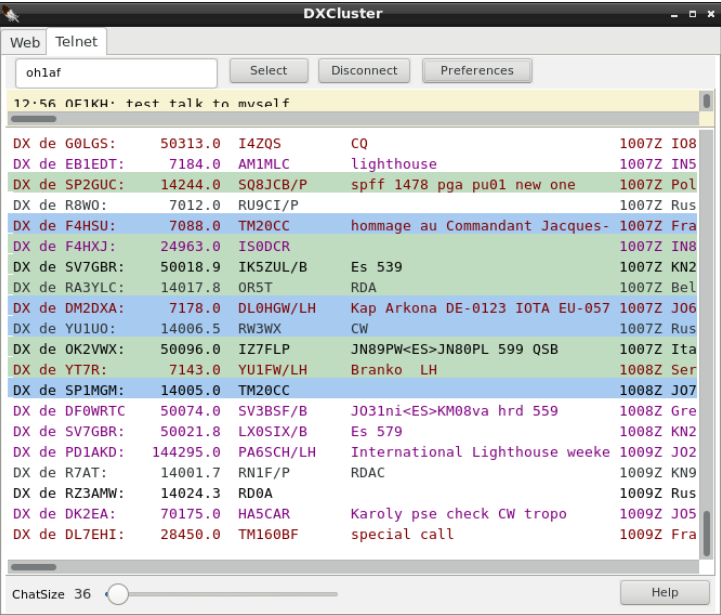 DXCluster
Web Telnet
oh1af Select Disconnect Preferences
12:56 OF1KH: test talk to myself
DX de G0LGS: 50313.0 I4ZQS CQ 1007Z IO8
DX de EB1EDT: 7184.0 AM1MLC lighthouse 1007Z IN5
DX de SP2GUC: 14244.0 SQ8JCB/P spff 1478 pga pu01 new one 1007Z Pol
DX de R8WO: 7012.0 RU9CI/P 1007Z Rus
DX de F4HSU: 7088.0 TM20CC hommage au Commandant Jacques- 1007Z Fra
DX de F4HXJ: 24963.0 IS0DCR 1007Z IN8
DX de SV7GBR: 50018.9 IK5ZUL/B Es 539 1007Z KN2
DX de RA3YLC: 14017.8 OR5T RDA 1007Z Bel
DX de DM2DXA: 7178.0 DL0HGW/LH Kap Arkona DE-0123 IOTA EU-057 1007Z JO6
DX de YU1UO: 14006.5 RW3WX CW 1007Z Rus
DX de OK2VWX: 50096.0 IZ7FLP JN89PW<ES>JN80PL 599 QSB 1007Z Ita
DX de YT7R: 7143.0 YU1FW/LH Branko LH 1008Z Ser
DX de SP1MGM: 14005.0 TM20CC 1008Z JO7
DX de DF0WRTC 50074.0 SV3BSF/B JO31ni<ES>KM08va hrd 559 1008Z Gre
DX de SV7GBR: 50021.8 LX0SIX/B Es 579 1008Z KN2
DX de PD1AKD: 144295.0 PA6SCH/LH International Lighthouse weeke 1009Z JO2
DX de R7AT: 14001.7 RN1F/P RDAC 1009Z KN9
DX de RZ3AMW: 14024.3 RD0A 1009Z Rus
DX de DK2EA: 70175.0 HA5CAR Karoly pse check CW tropo 1009Z JO5
DX de DL7EHI: 28450.0 TM160BF special call 1009Z Fra
ChatSize 36 Help